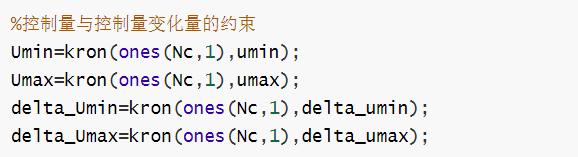 %控制量与控制量变化量的约束
Umin=kron(ones(Nc,1),umin);
Umax=kron(ones(Nc,1),umax);
delta_Umin=kron(ones(Nc,1),delta_umin);
delta_Umax=kron(ones(Nc,1),delta_umax);